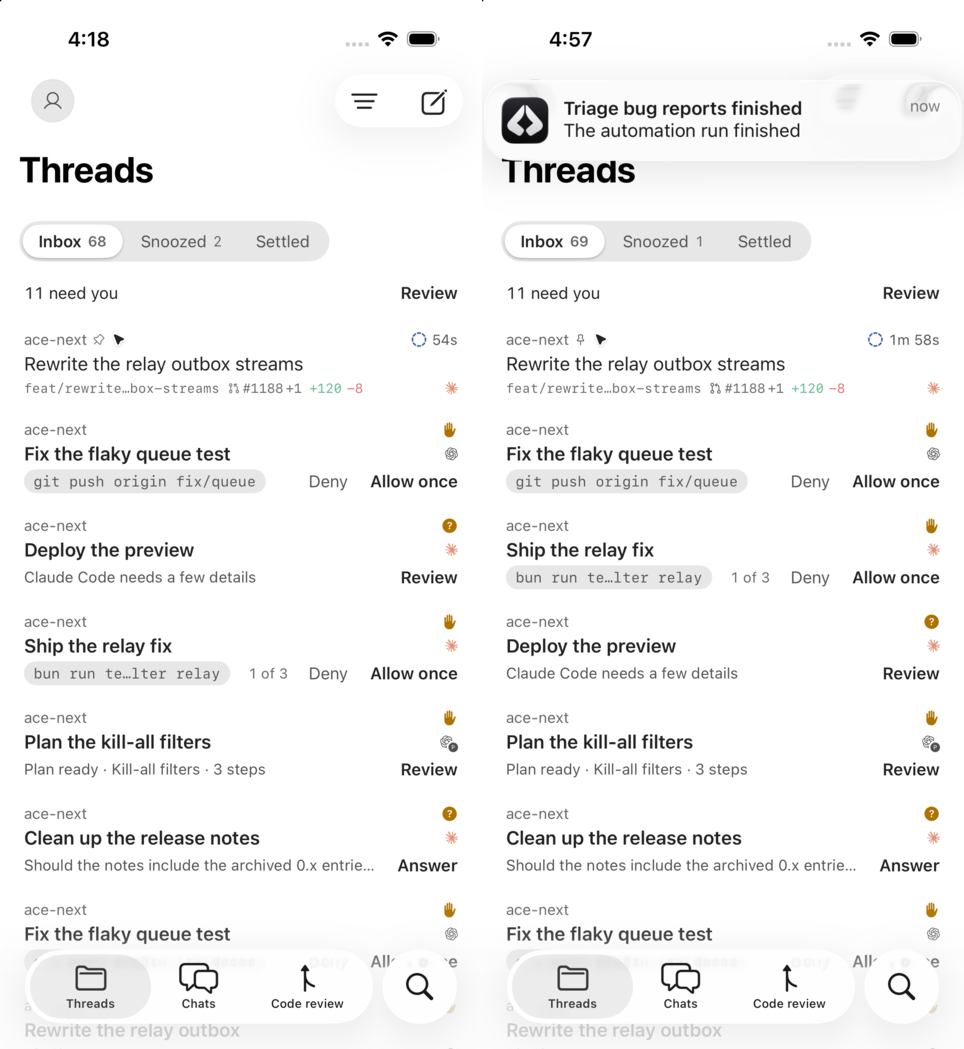 4:18
Threads
Inbox 68 Snoozed 2 Settled
11 need you Review
ace-next 54s
Rewrite the relay outbox streams
feat/rewrite…box-streams #1188 +1 +120 −8
ace-next
Fix the flaky queue test
git push origin fix/queue Deny Allow once
ace-next ?
Deploy the preview
Claude Code needs a few details Review
ace-next
Ship the relay fix
bun run te…lter relay 1 of 3 Deny Allow once
ace-next
Plan the kill-all filters P
Plan ready · Kill-all filters · 3 steps Review
ace-next ?
Clean up the release notes
Should the notes include the archived 0.x entrie… Answer
ace-next
Fix the flaky queue test
Threads Chats Code review
Rewrite the relay outbox
4:57
Triage bug reports finished now
The automation run finished
Threads
Inbox 69 Snoozed 1 Settled
11 need you Review
ace-next 1m 58s
Rewrite the relay outbox streams
feat/rewrite…box-streams #1188 +1 +120 −8
ace-next
Fix the flaky queue test
git push origin fix/queue Deny Allow once
ace-next
Ship the relay fix
bun run te…lter relay 1 of 3 Deny Allow once
ace-next ?
Deploy the preview
Claude Code needs a few details Review
ace-next
Plan the kill-all filters P
Plan ready · Kill-all filters · 3 steps Review
ace-next ?
Clean up the release notes
Should the notes include the archived 0.x entrie… Answer
ace-next
Fix the flaky queue test
Threads Chats Code review
Rewrite the relay outbox